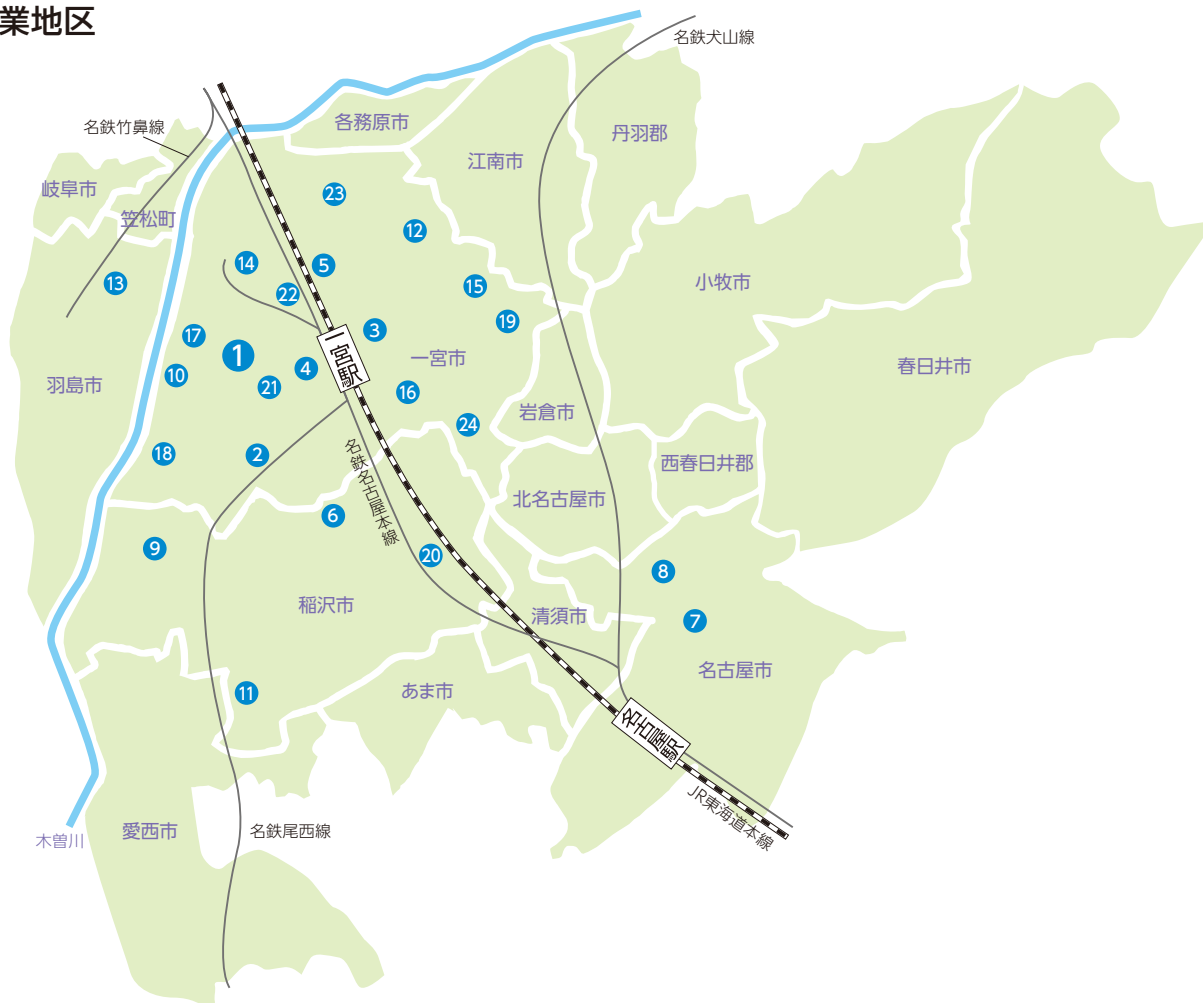 業地区
名鉄犬山線
名鉄竹鼻線
各務原市
丹羽郡
江南市
岐阜市
笠松町
23
12
14
5
13
22
15
小牧市
19
17
3
1
一宮駅
一宮市
4
10
21
羽島市
16
春日井市
岩倉市
24
18
2
名鉄名古屋本線
西春日井郡
北名古屋市
6
9
20
8
稲沢市
清須市
7
名古屋市
11
あま市
名古屋駅
JR東海道本線
木曽川
愛西市
名鉄尾西線